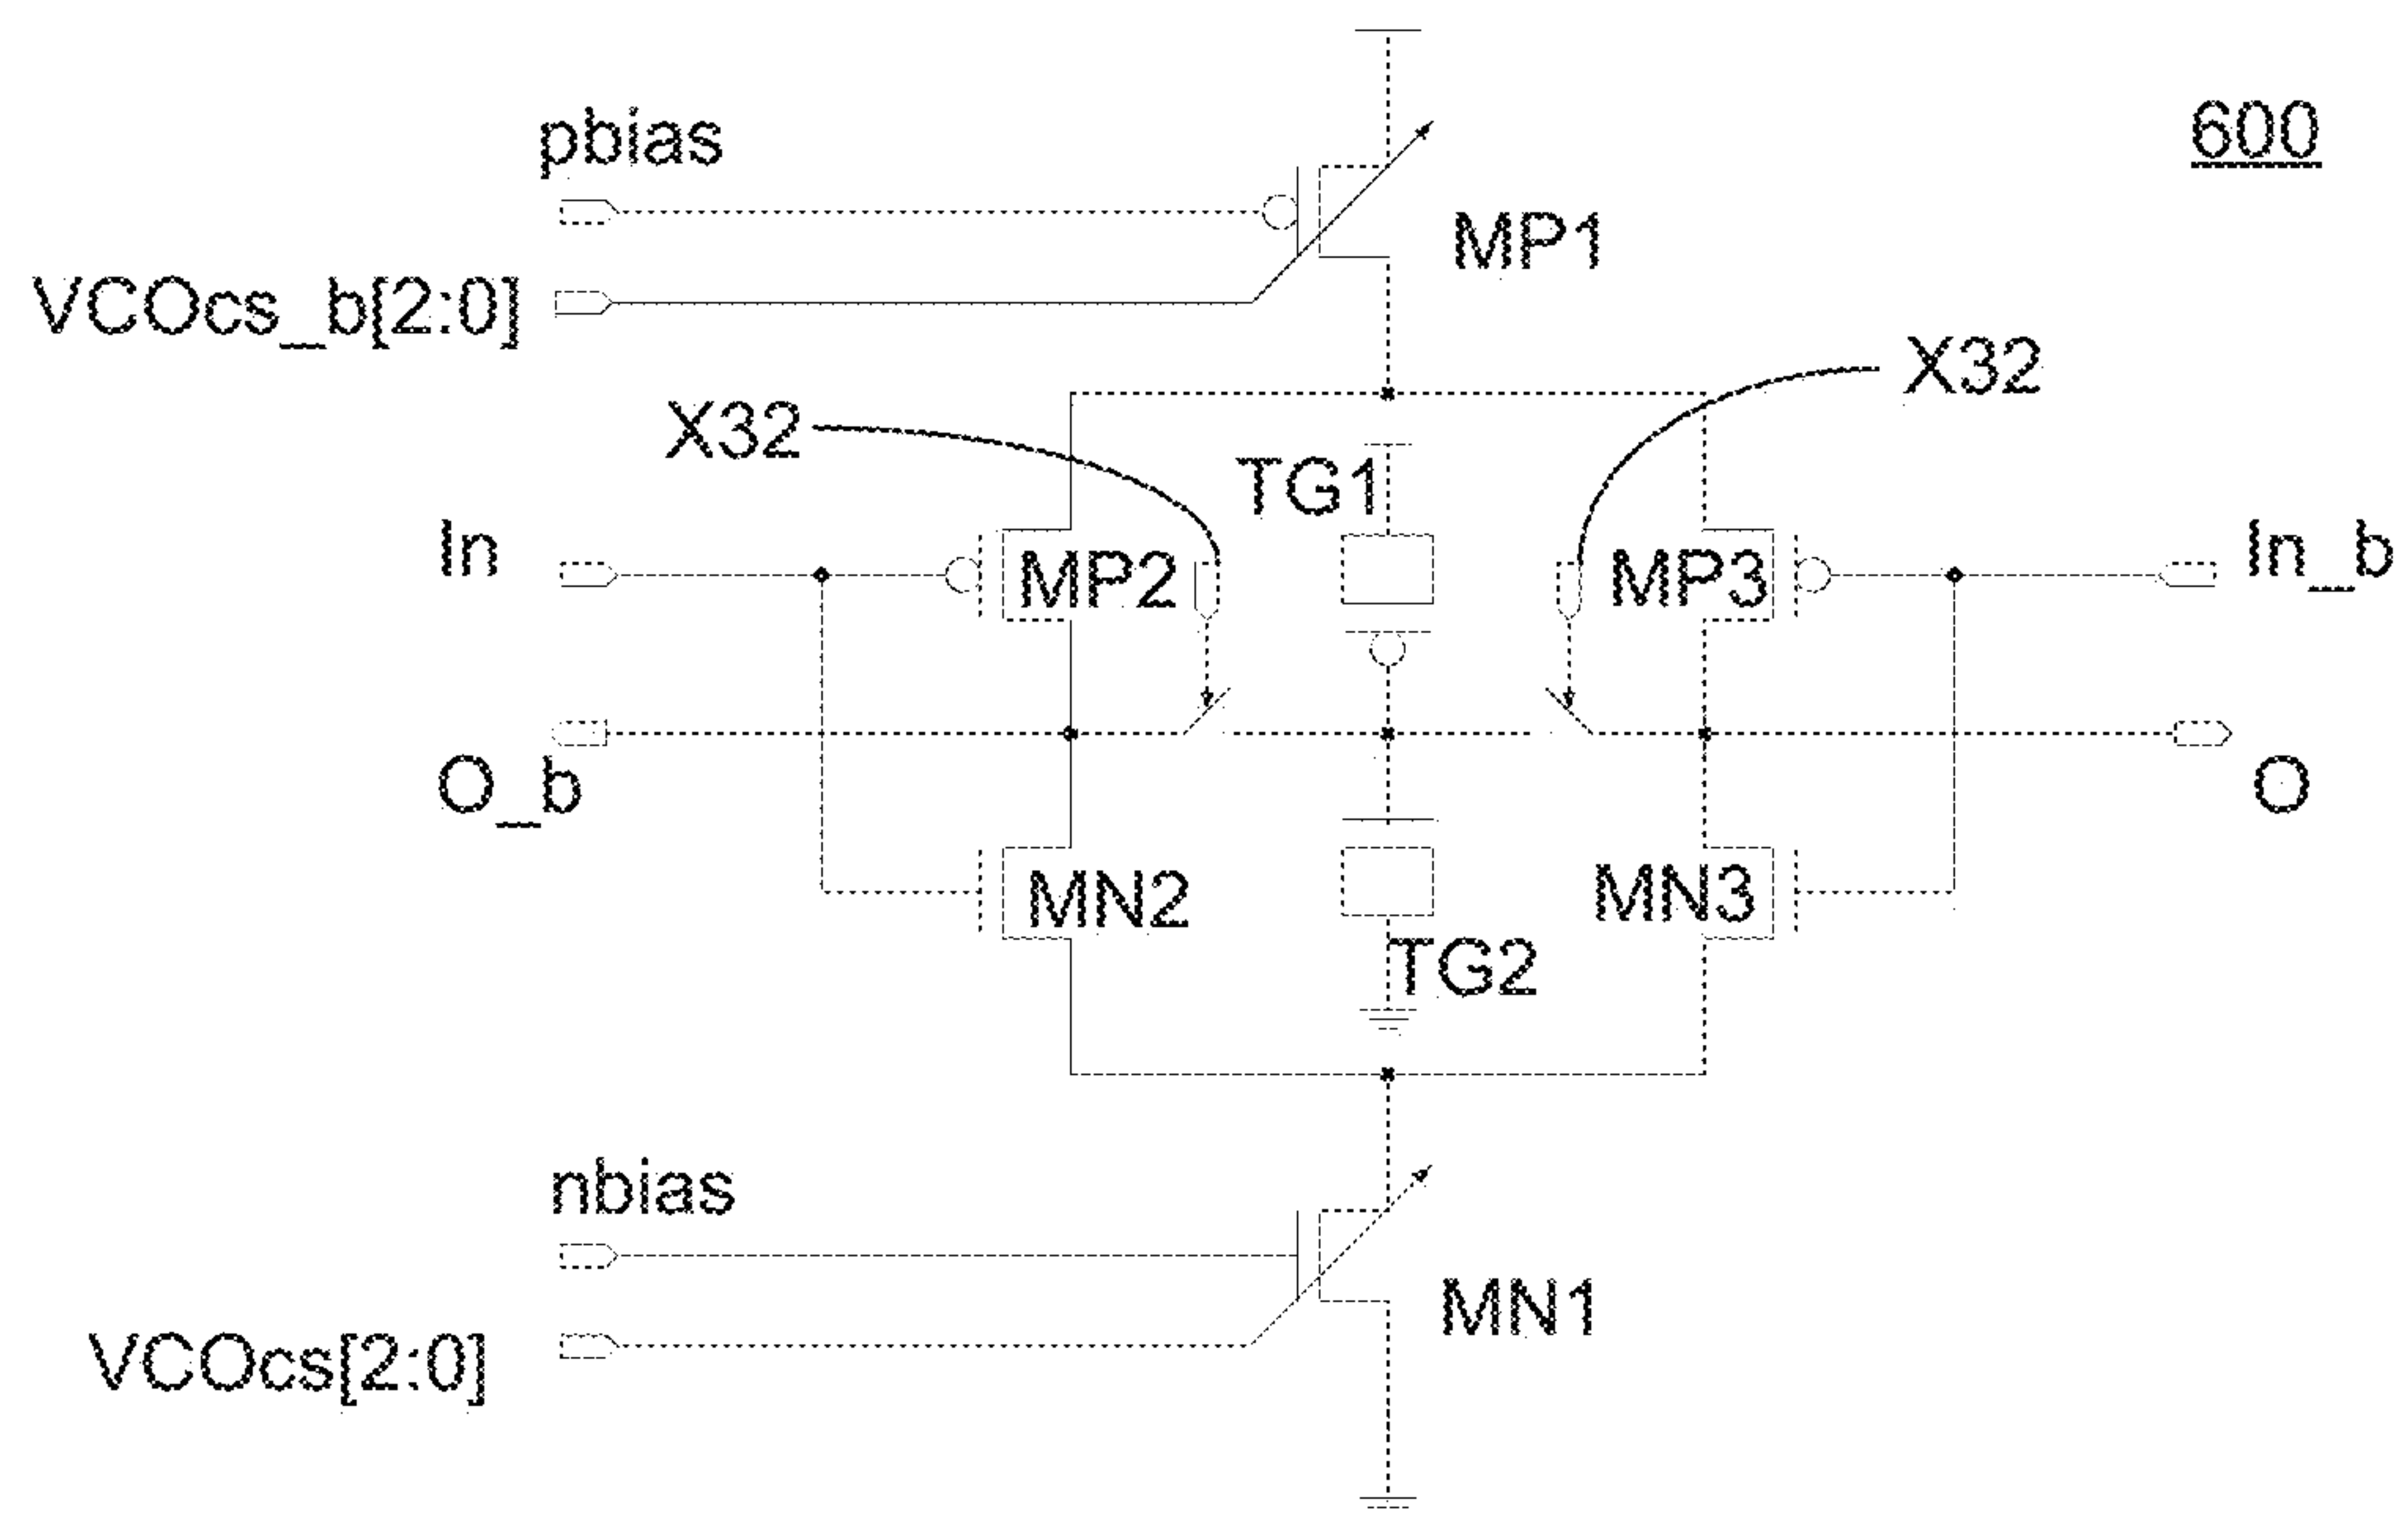 pbias
600
MP1
VCOcs_b[2:0]
X32
X32
TG1
In
MP2
MP3
In_b
O_b
O
MN2
MN3
TG2
nbias
MN1
VCOcs[2:0]